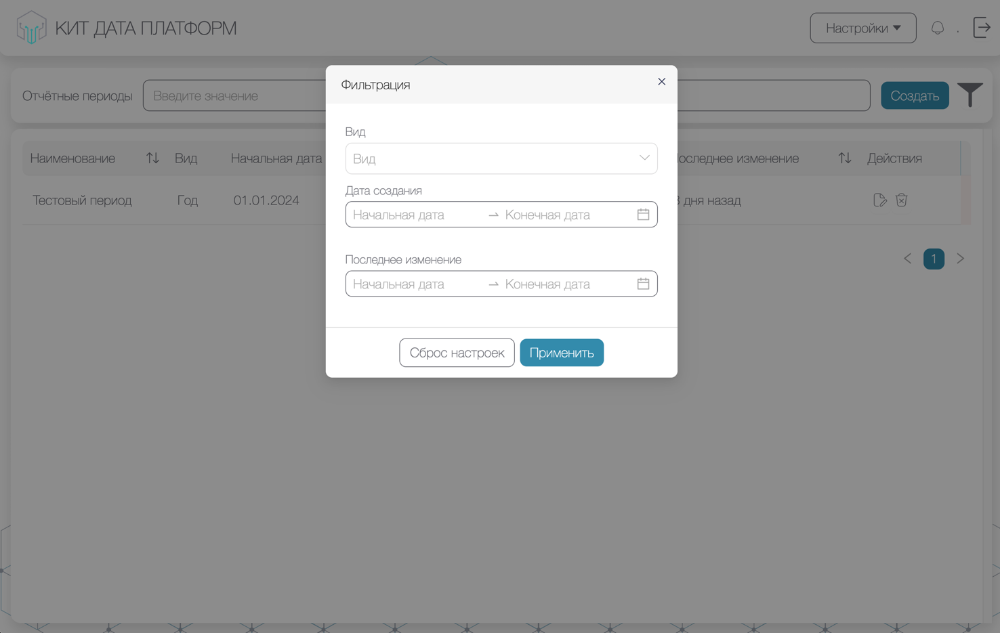 КИТ ДАТА ПЛАТФОРМ
Настройки
.
Отчётные периоды
Введите значение
Создать
Фильтрация
Вид
Вид
Дата создания
Начальная дата → Конечная дата
Последнее изменение
Начальная дата → Конечная дата
Сброс настроек
Применить
Наименование Вид Начальная дата оследнее изменение Действия
Тестовый период Год 01.01.2024 дня назад
1